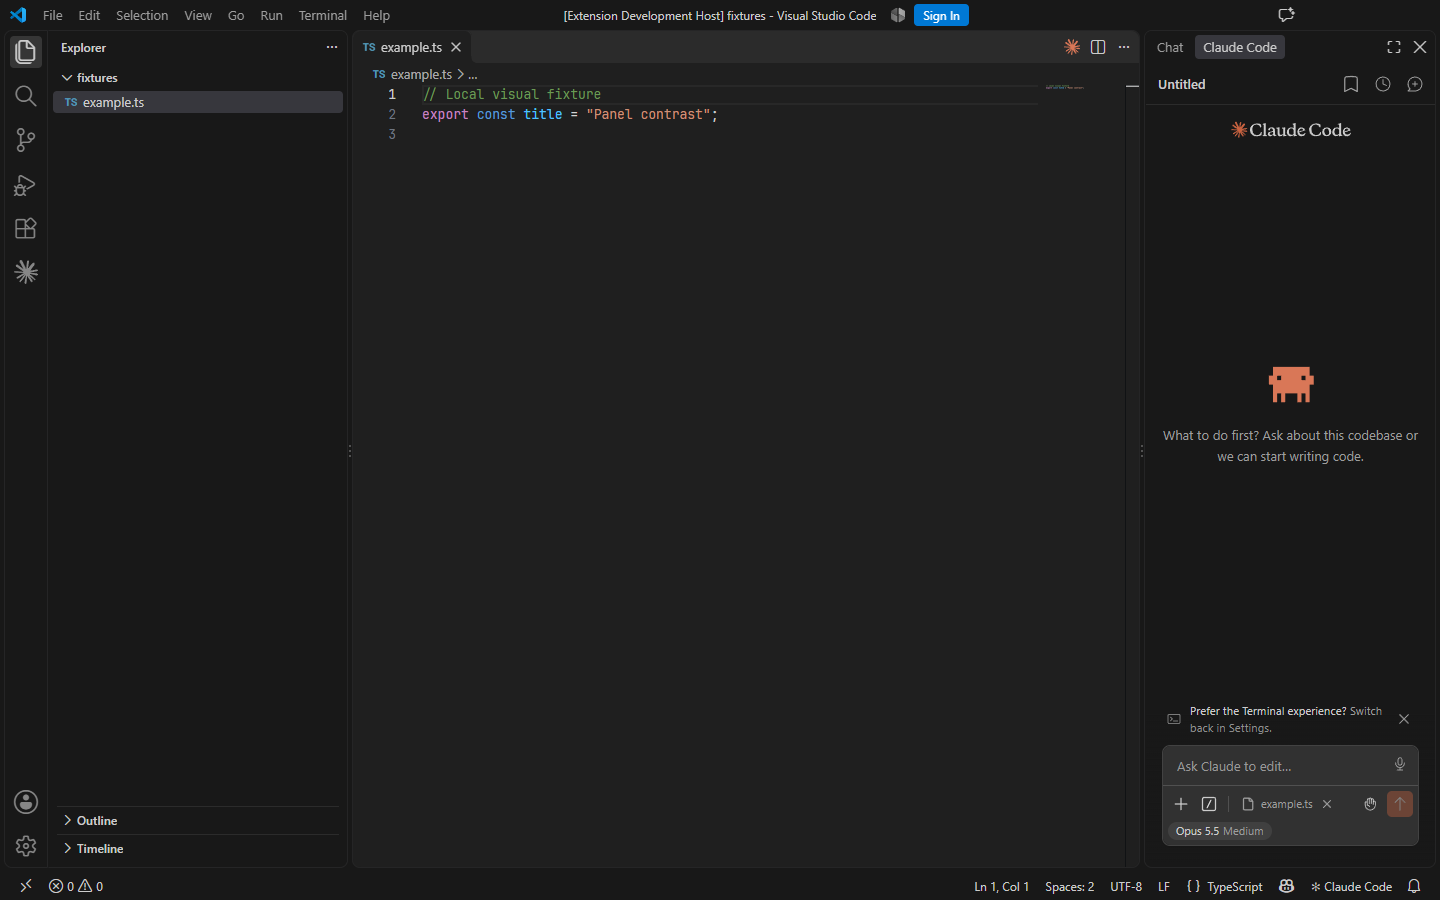 File Edit Selection View Go Run Terminal Help
[Extension Development Host] fixtures - Visual Studio Code
Sign In
Explorer
fixtures
TS example.ts
Outline
Timeline
TS example.ts
TS example.ts > ...
1 // Local visual fixture
2 export const title = "Panel contrast";
3
Chat Claude Code
Untitled
Claude Code
What to do first? Ask about this codebase or
we can start writing code.
Prefer the Terminal experience? Switch
back in Settings.
Ask Claude to edit...
example.ts
Opus 5.5 Medium
0 0
Ln 1, Col 1 Spaces: 2 UTF-8 LF { } TypeScript Claude Code